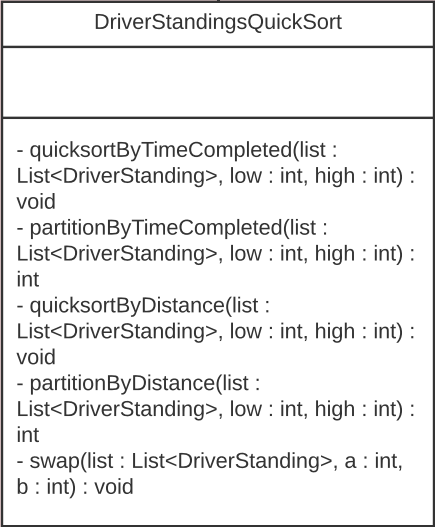 DriverStandingsQuickSort
- quicksortByTimeCompleted(list :
List<DriverStanding>, low : int, high : int) :
void
- partitionByTimeCompleted(list :
List<DriverStanding>, low : int, high : int) :
int
- quicksortByDistance(list :
List<DriverStanding>, low : int, high : int) :
void
- partitionByDistance(list :
List<DriverStanding>, low : int, high : int) :
int
- swap(list : List<DriverStanding>, a : int,
b : int) : void